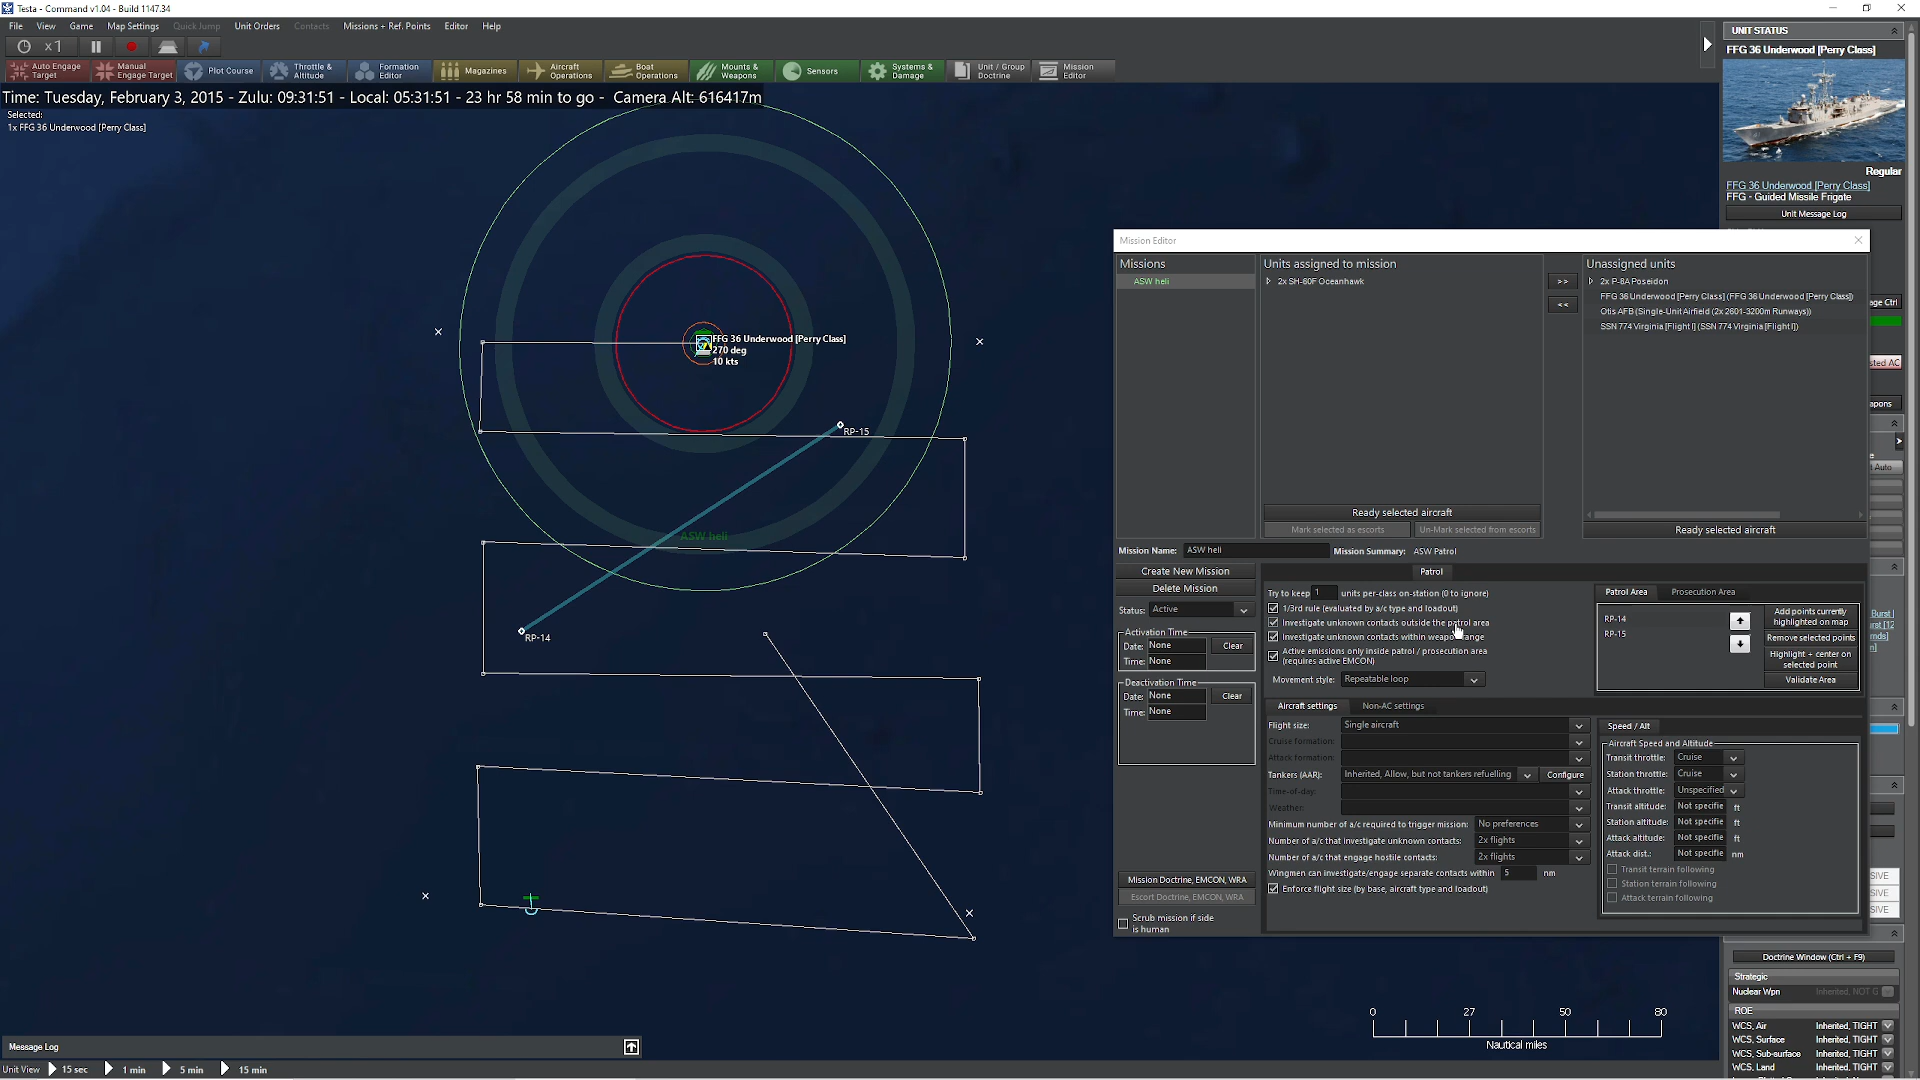 Testa - Command v1.04 - Build 1147.34
File View Game Map Settings Quick Jump Unit Orders Contacts Missions + Ref. Points Editor Help
x1
Auto Engage Target
Manual Engage Target
Plot Course
Throttle & Altitude
Formation Editor
Magazines
Aircraft Operations
Boat Operations
Mounts & Weapons
Sensors
Systems & Damage
Unit / Group Doctrine
Mission Editor
Time: Tuesday, February 3, 2015 - Zulu: 09:31:51 - Local: 05:31:51 - 23 hr 58 min to go - Camera Alt: 616417m
Selected:
1x FFG 36 Underwood [Perry Class]
FFG 36 Underwood [Perry Class]
270 deg
10 kts
RP-15
ASW heli
RP-14
0 27 50 80
Nautical miles
Message Log
Unit View 15 sec 1 min 5 min 15 min
Mission Editor
Missions
ASW heli
Units assigned to mission
2x SH-60F Oceanhawk
>>
<<
Unassigned units
2x P-8A Poseidon
FFG 36 Underwood [Perry Class] (FFG 36 Underwood [Perry Class])
Otis AFB (Single-Unit Airfield (2x 2601-3200m Runways))
SSN 774 Virginia [Flight I] (SSN 774 Virginia [Flight I])
Ready selected aircraft
Mark selected as escorts
Un-Mark selected from escorts
Ready selected aircraft
Mission Name: ASW heli
Mission Summary: ASW Patrol
Create New Mission
Delete Mission
Status: Active
Activation Time
Date: None Clear
Time: None
Deactivation Time
Date: None Clear
Time: None
Mission Doctrine, EMCON, WRA
Escort Doctrine, EMCON, WRA
Scrub mission if side
is human
Patrol
Try to keep 1 units per-class on-station (0 to ignore)
1/3rd rule (evaluated by a/c type and loadout)
Investigate unknown contacts outside the patrol area
Investigate unknown contacts within range
Active emissions only inside patrol / prosecution area
(requires active EMCON)
Movement style: Repeatable loop
Patrol Area
Prosecution Area
RP-14
RP-15
Add points currently
highlighted on map
Remove selected points
Highlight + center on
selected point
Validate Area
Aircraft settings
Non-AC settings
Flight size: Single aircraft
Cruise formation:
Attack formation:
Tankers (AAR): Inherited, Allow, but not tankers refuelling Configure
Time-of-day:
Weather:
Minimum number of a/c required to trigger mission: No preferences
Number of a/c that investigate unknown contacts: 2x flights
Number of a/c that engage hostile contacts: 2x flights
Wingmen can investigate/engage separate contacts within 5 nm
Enforce flight size (by base, aircraft type and loadout)
Speed / Alt
Aircraft Speed and Altitude
Transit throttle: Cruise
Station throttle: Cruise
Attack throttle: Unspecified
Transit altitude: Not specifie ft
Station altitude: Not specifie ft
Attack altitude: Not specifie ft
Attack dist.: Not specifie nm
Transit terrain following
Station terrain following
Attack terrain following
UNIT STATUS
FFG 36 Underwood [Perry Class]
Regular
FFG 36 Underwood [Perry Class]
FFG - Guided Missile Frigate
Unit Message Log
age Ctrl
sted AC
apons
Auto
Burst
SIVE
SIVE
SIVE
Doctrine Window (Ctrl + F9)
Strategic
Nuclear Wpn Inherited, NOT G
ROE
WCS, Air Inherited, TIGHT
WCS, Surface Inherited, TIGHT
WCS, Sub-surface Inherited, TIGHT
WCS, Land Inherited, TIGHT